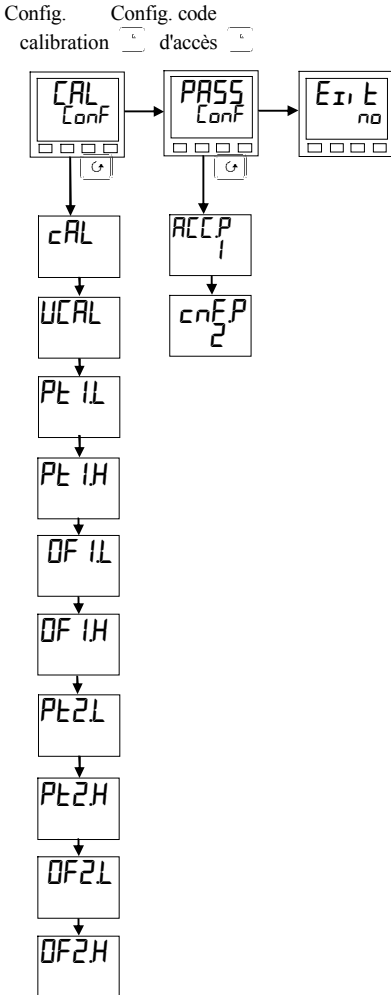 Config.
calibration
Config. code
d'accès
CAL
ConF
PASS
ConF
EIi t
no
cAL
UCAL
Pt 1.L
Pt 1.H
OF 1.L
OF 1.H
Pt2.L
Pt2.H
OF2.L
OF2.H
ACC.P
1
cnF.P
2